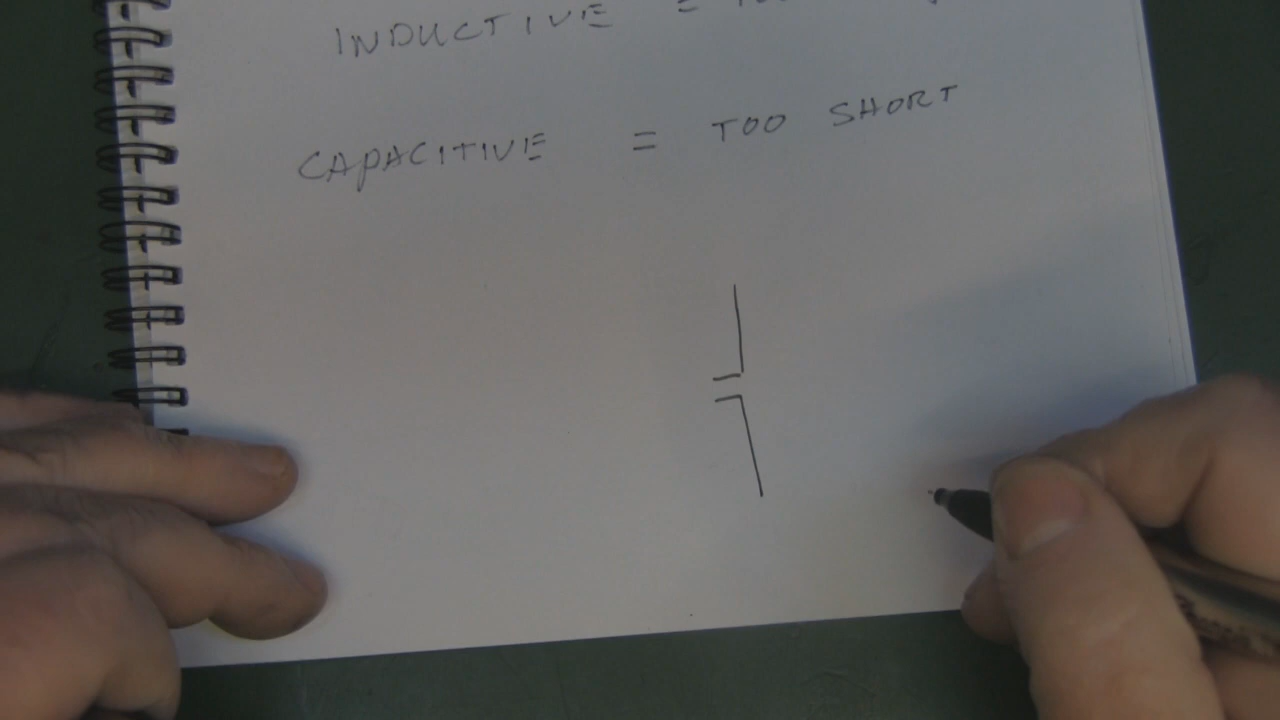 INDUCTIVE =
CAPACITIVE = TOO SHORT